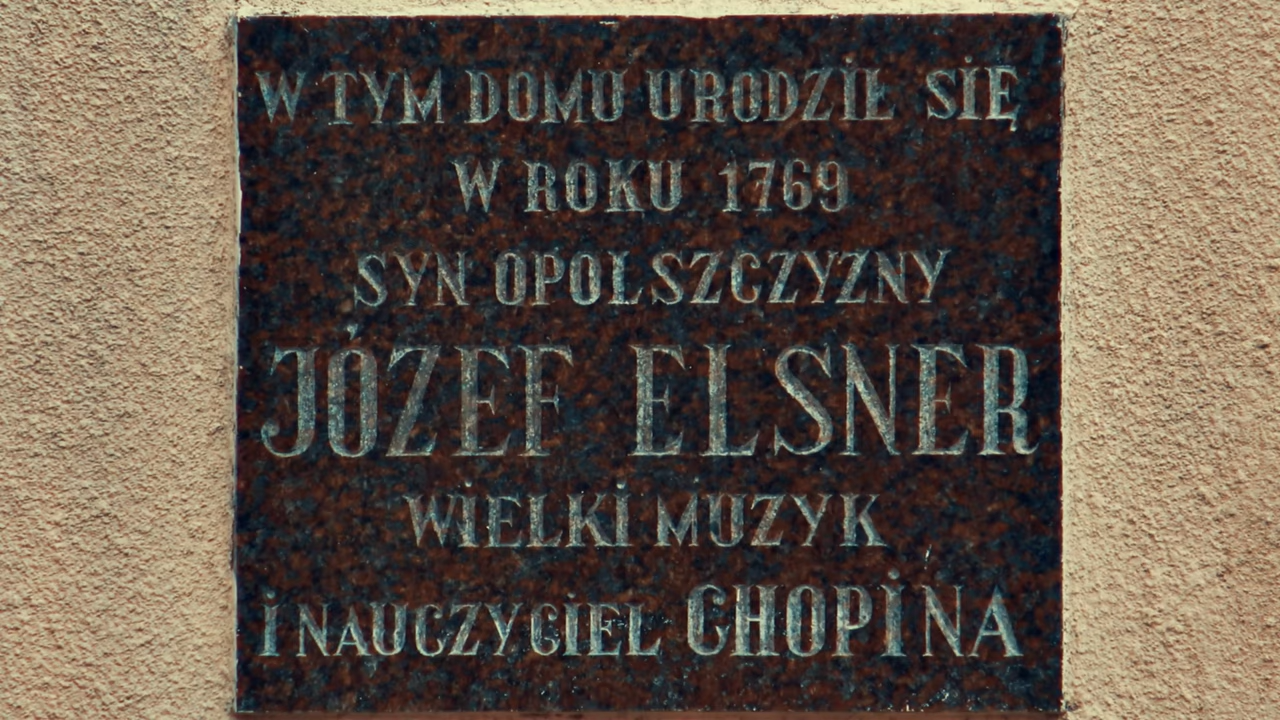 W TYM DOMU URODZIŁ SIĘ
W ROKU 1769
SYN OPOLSZCZYZNY
JÓZEF ELSNER
WIELKI MUZYK
I NAUCZYCIEL CHOPINA